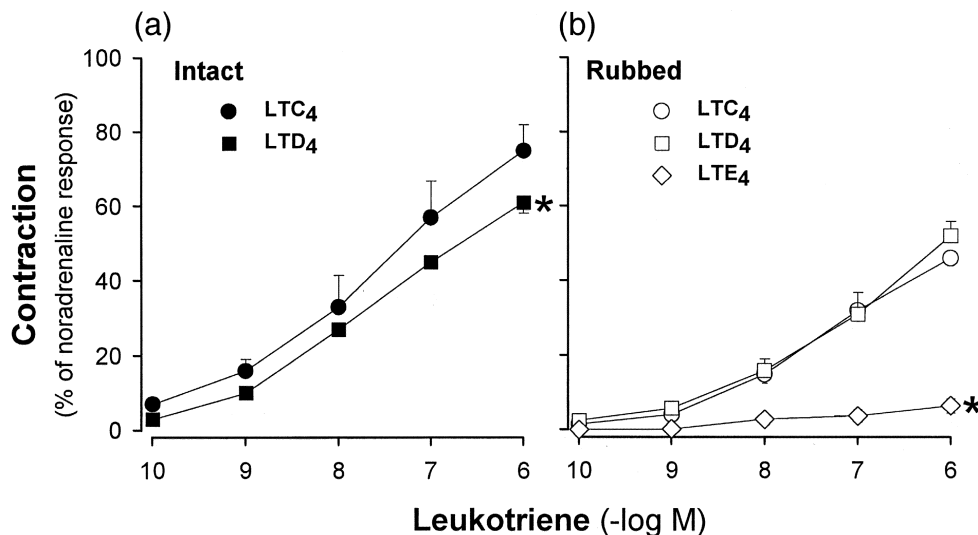 (a)
(b)
100
80
60
40
20
0
Contraction
(% of noradrenaline response)
Intact
LTC4
LTD4
*
10 9 8 7 6
Rubbed
LTC4
LTD4
LTE4
*
10 9 8 7 6
Leukotriene (-log M)